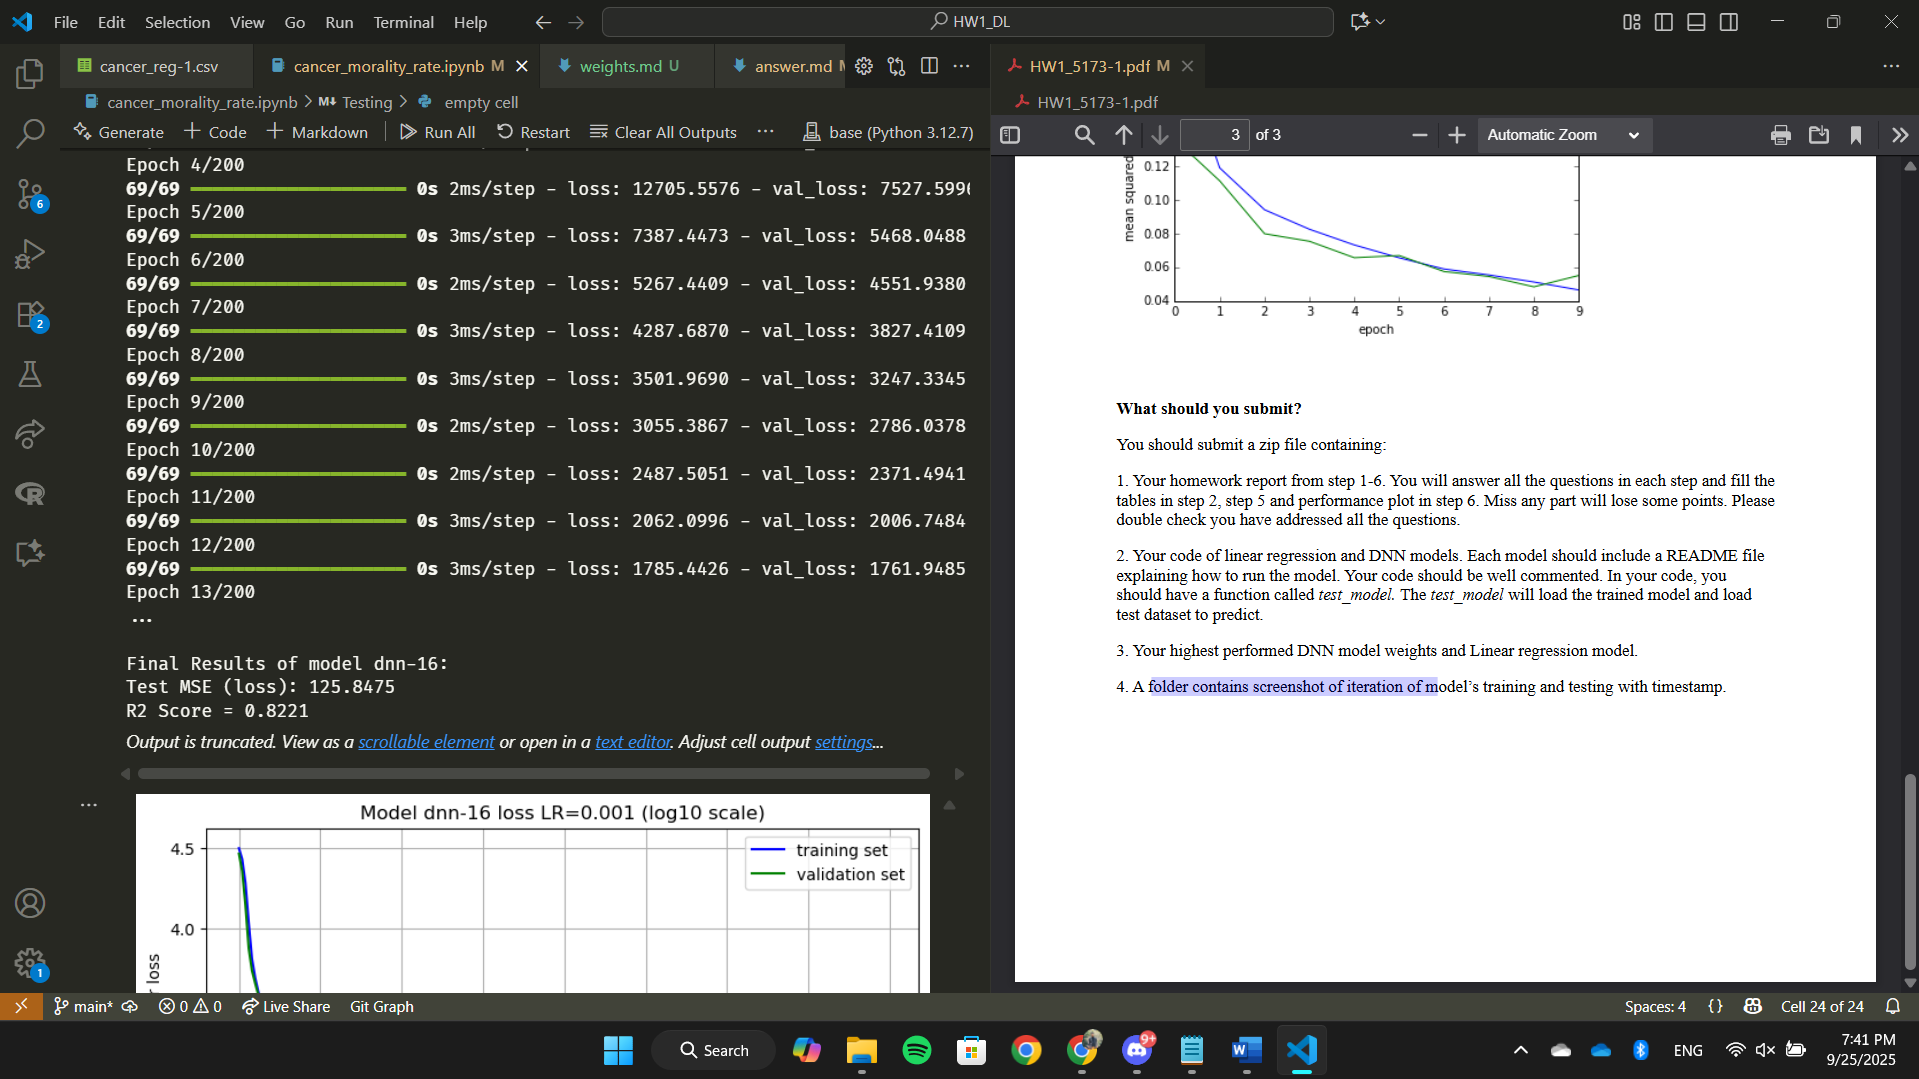 File Edit Selection View Go Run Terminal Help
HW1_DL
cancer_reg-1.csv
cancer_morality_rate.ipynb M
weights.md U
answer.md
HW1_5173-1.pdf M
cancer_morality_rate.ipynb > M↓ Testing > empty cell
HW1_5173-1.pdf
Generate + Code + Markdown Run All Restart Clear All Outputs ... base (Python 3.12.7)
3 of 3
Automatic Zoom
Epoch 4/200
69/69 0s 2ms/step - loss: 12705.5576 - val_loss: 7527.599
Epoch 5/200
69/69 0s 3ms/step - loss: 7387.4473 - val_loss: 5468.0488
Epoch 6/200
69/69 0s 2ms/step - loss: 5267.4409 - val_loss: 4551.9380
Epoch 7/200
69/69 0s 3ms/step - loss: 4287.6870 - val_loss: 3827.4109
Epoch 8/200
69/69 0s 3ms/step - loss: 3501.9690 - val_loss: 3247.3345
Epoch 9/200
69/69 0s 2ms/step - loss: 3055.3867 - val_loss: 2786.0378
Epoch 10/200
69/69 0s 2ms/step - loss: 2487.5051 - val_loss: 2371.4941
Epoch 11/200
69/69 0s 3ms/step - loss: 2062.0996 - val_loss: 2006.7484
Epoch 12/200
69/69 0s 3ms/step - loss: 1785.4426 - val_loss: 1761.9485
Epoch 13/200
...
Final Results of model dnn-16:
Test MSE (loss): 125.8475
R2 Score = 0.8221
Output is truncated. View as a scrollable element or open in a text editor. Adjust cell output settings...
Model dnn-16 loss LR=0.001 (log10 scale)
training set
validation set
4.5
4.0
loss
mean squared
0.12
0.10
0.08
0.06
0.04
0 1 2 3 4 5 6 7 8 9
epoch
What should you submit?
You should submit a zip file containing:
1. Your homework report from step 1-6. You will answer all the questions in each step and fill the
tables in step 2, step 5 and performance plot in step 6. Miss any part will lose some points. Please
double check you have addressed all the questions.
2. Your code of linear regression and DNN models. Each model should include a README file
explaining how to run the model. Your code should be well commented. In your code, you
should have a function called test_model. The test_model will load the trained model and load
test dataset to predict.
3. Your highest performed DNN model weights and Linear regression model.
4. A folder contains screenshot of iteration of model's training and testing with timestamp.
6
2
1
main* 0 0 Live Share Git Graph
Spaces: 4 {} Cell 24 of 24
Search
9+
ENG
7:41 PM
9/25/2025